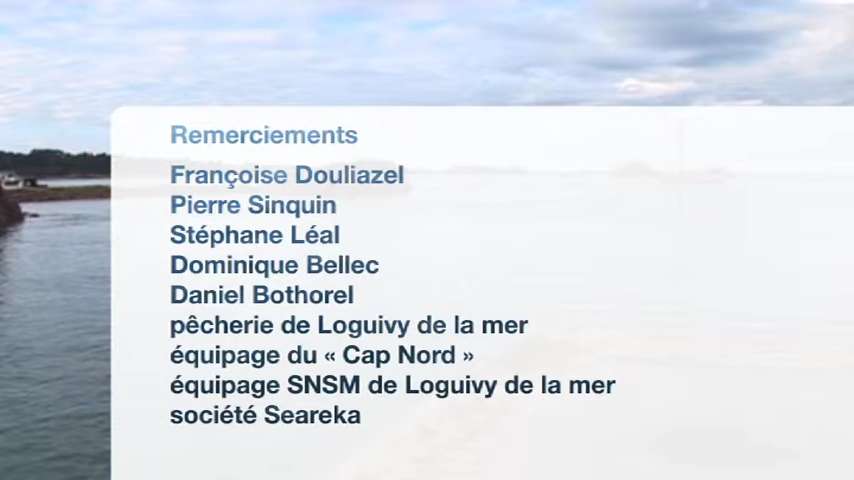 Remerciements
Françoise Douliazel
Pierre Sinquin
Stéphane Léal
Dominique Bellec
Daniel Bothorel
pêcherie de Loguivy de la mer
équipage du « Cap Nord »
équipage SNSM de Loguivy de la mer
société Seareka